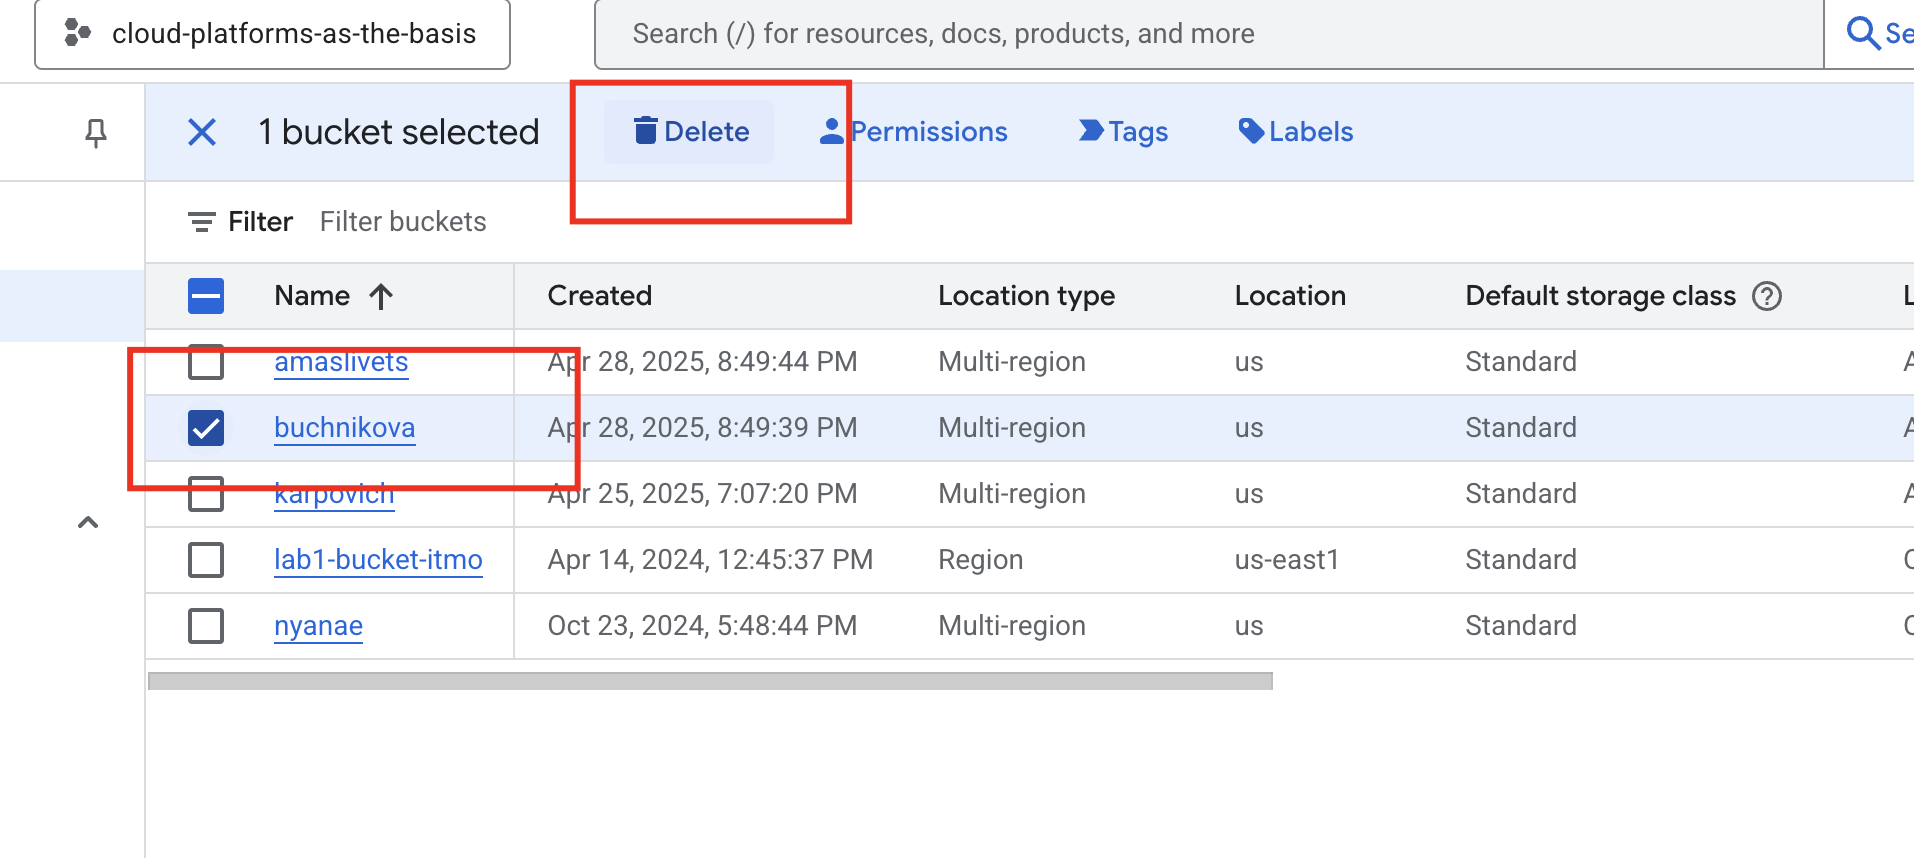 cloud-platforms-as-the-basis Search (/) for resources, docs, products, and more Se
1 bucket selected Delete Permissions Tags Labels
Filter Filter buckets
Name Created Location type Location Default storage class
amaslivets Apr 28, 2025, 8:49:44 PM Multi-region us Standard
buchnikova Apr 28, 2025, 8:49:39 PM Multi-region us Standard
karpovich Apr 25, 2025, 7:07:20 PM Multi-region us Standard
lab1-bucket-itmo Apr 14, 2024, 12:45:37 PM Region us-east1 Standard
nyanae Oct 23, 2024, 5:48:44 PM Multi-region us Standard